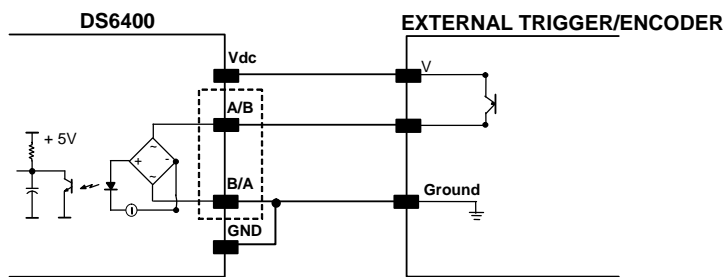 DS6400
EXTERNAL TRIGGER/ENCODER
Vdc
V
A/B
+ 5V
+
~
-
~
B/A
Ground
I
GND